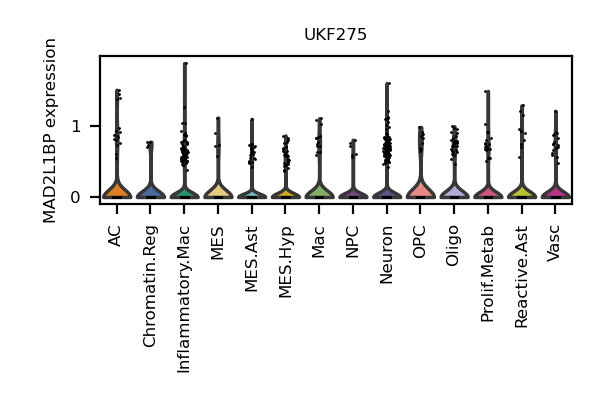 UKF275
MAD2L1BP expression
1
0
AC
Chromatin.Reg
Inflammatory.Mac
MES
MES.Ast
MES.Hyp
Mac
NPC
Neuron
OPC
Oligo
Prolif.Metab
Reactive.Ast
Vasc